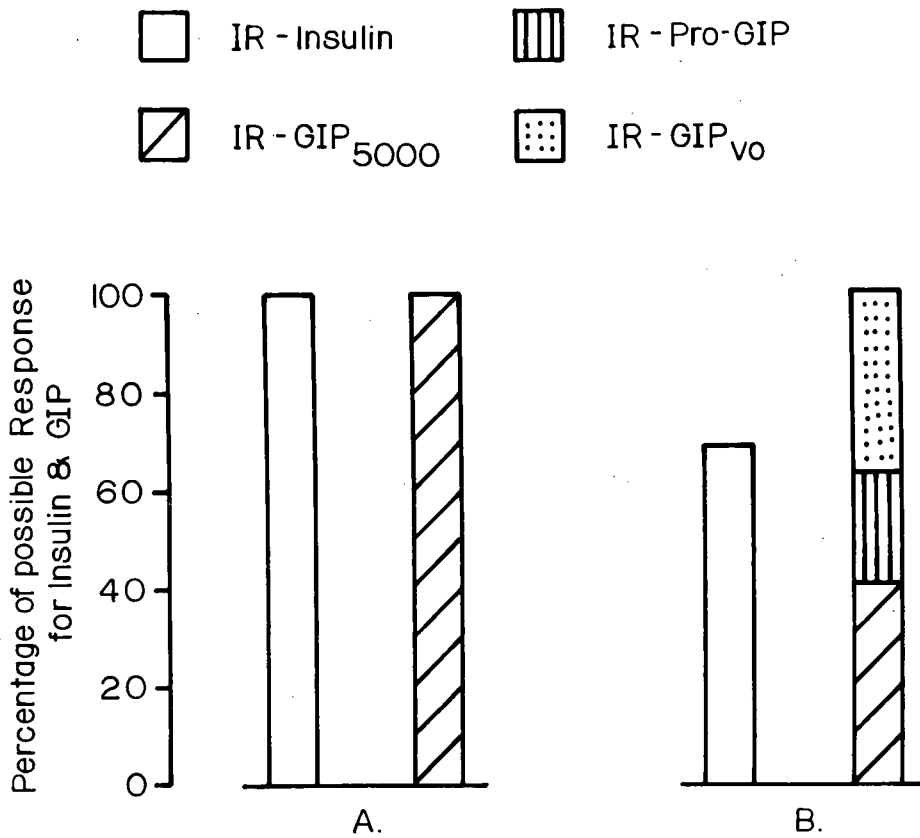 IR - Insulin
IR - Pro-GIP
IR - GIP5000
IR - GIPVO
Percentage of possible Response
for Insulin & GIP
100
80
60
40
20
0
A.
B.